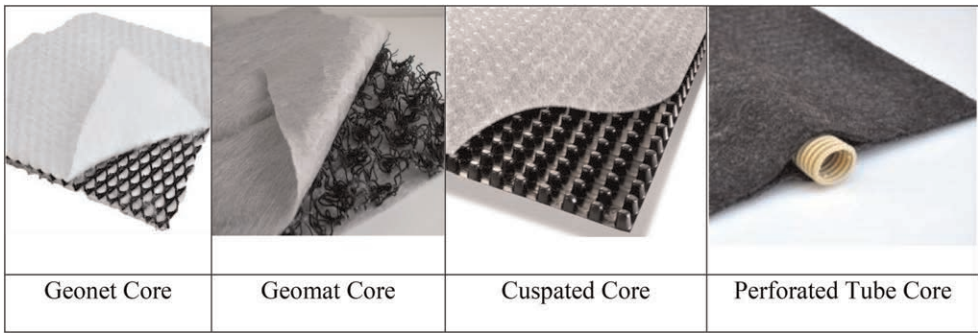 Geonet Core
Geomat Core
Cuspated Core
Perforated Tube Core